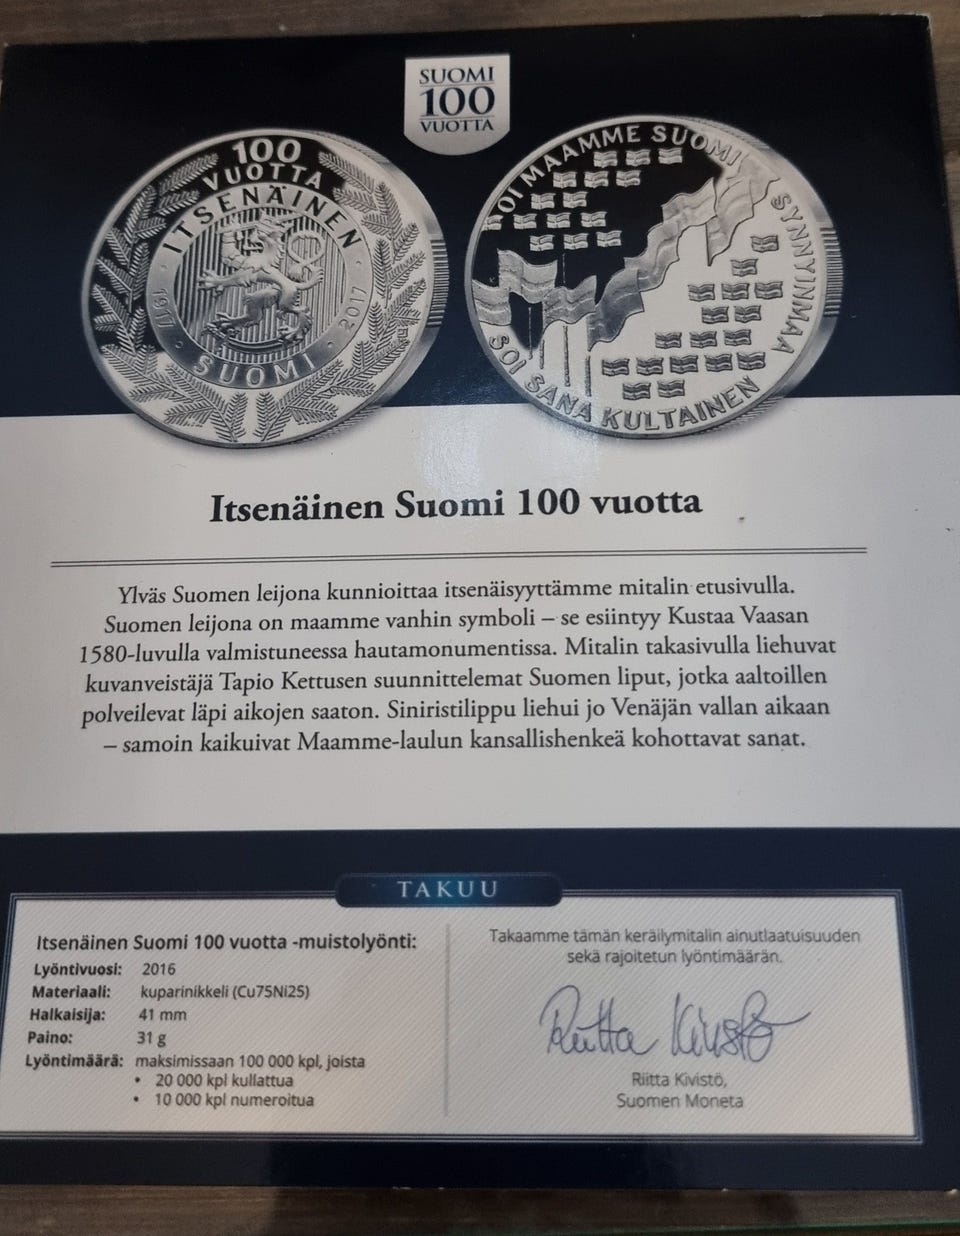 SUOMI
100
VUOTTA
100
VUOTTA
ITSENÄINEN
1917
2017
SUOMI
OI MAAMME SUOMI
SYNNYINMAA
SOI SANA KULTAINEN
Itsenäinen Suomi 100 vuotta
Ylväs Suomen leijona kunnioittaa itsenäisyyttämme mitalin etusivulla.
Suomen leijona on maamme vanhin symboli – se esiintyy Kustaa Vaasan
1580-luvulla valmistuneessa hautamonumentissa. Mitalin takasivulla liehuvat
kuvanveistäjä Tapio Kettusen suunnittelemat Suomen liput, jotka aaltoillen
polveilevat läpi aikojen saaton. Siniristilippu liehui jo Venäjän vallan aikaan
– samoin kaikuivat Maamme-laulun kansallishenkeä kohottavat sanat.
TAKUU
Itsenäinen Suomi 100 vuotta -muistolyönti:
Lyöntivuosi: 2016
Materiaali: kuparinikkeli (Cu75Ni25)
Halkaisija: 41 mm
Paino: 31 g
Lyöntimäärä: maksimissaan 100 000 kpl, joista
• 20 000 kpl kullattua
• 10 000 kpl numeroitua
Takaamme tämän keräilymitalin ainutlaatuisuuden
sekä rajoitetun lyöntimäärän.
Riitta Kivistö
Riitta Kivistö,
Suomen Moneta